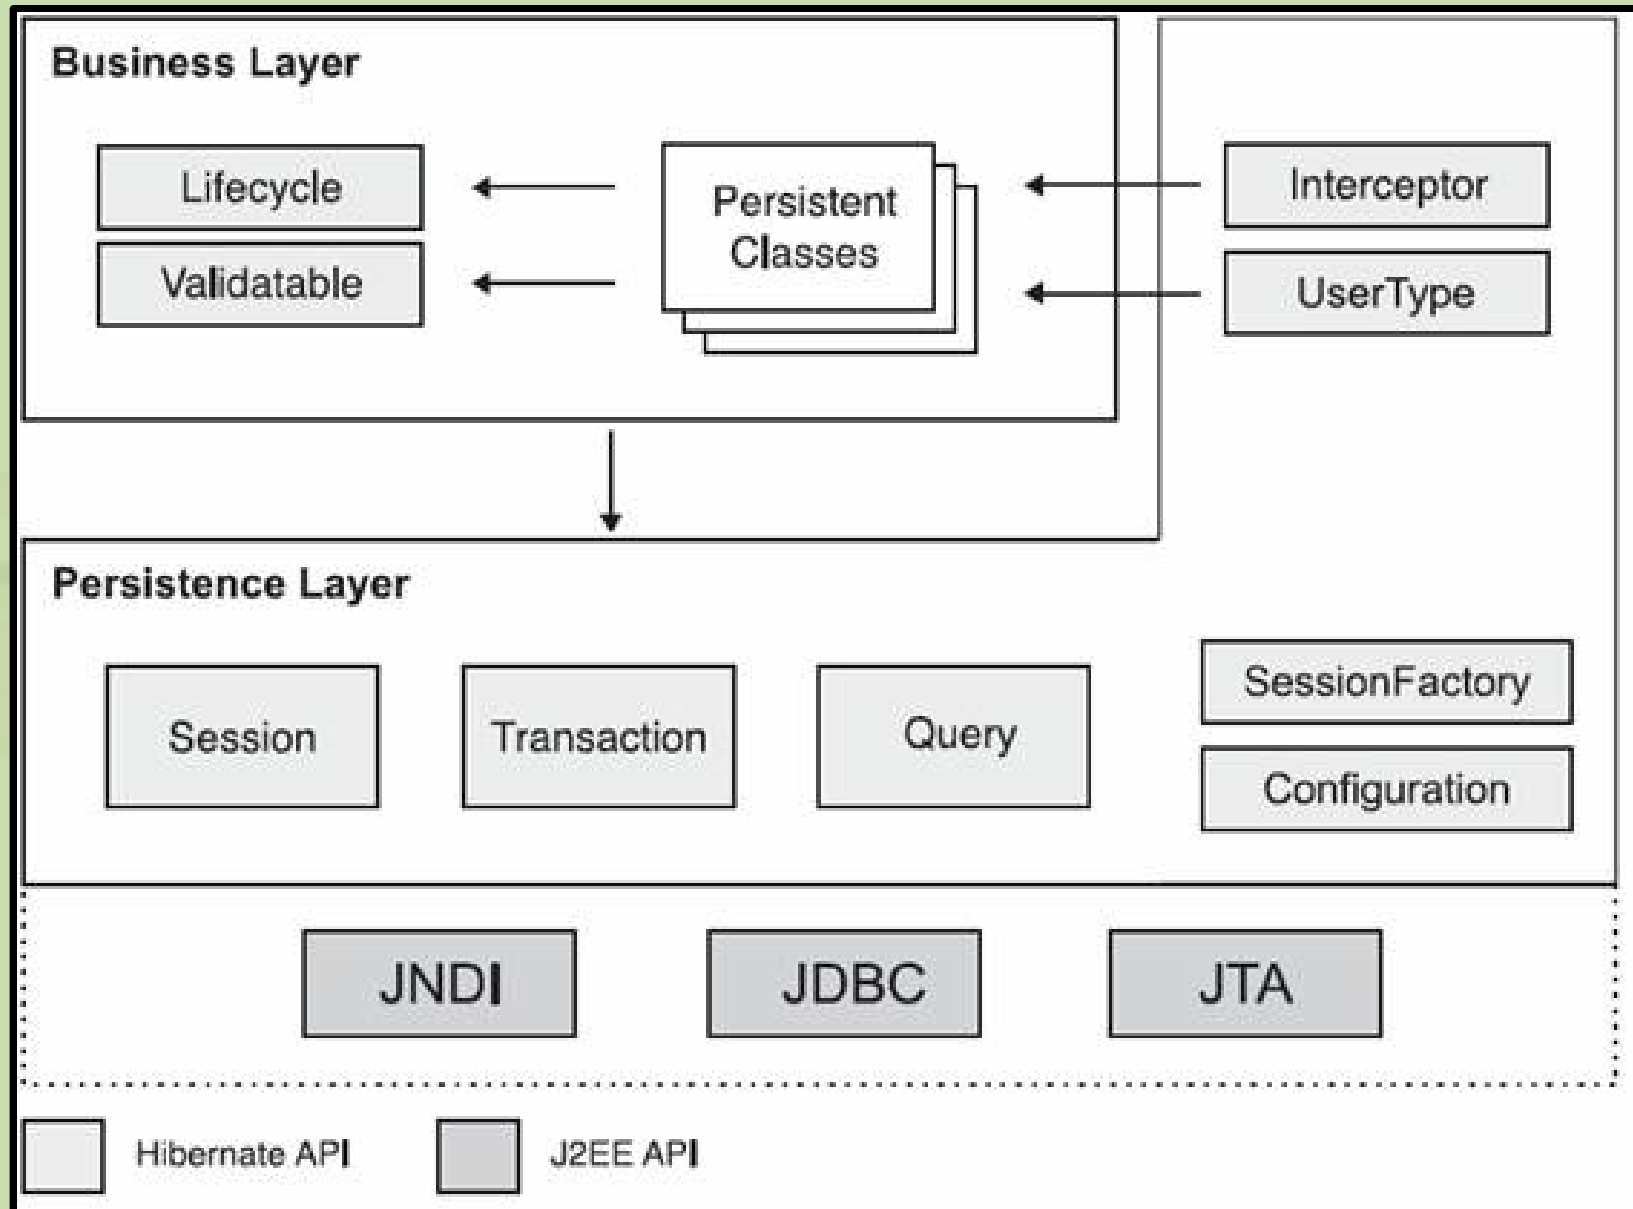 Business Layer
Lifecycle
Validatable
Persistent
Classes
Interceptor
UserType
Persistence Layer
Session
Transaction
Query
SessionFactory
Configuration
JNDI
JDBC
JTA
Hibernate API
J2EE API